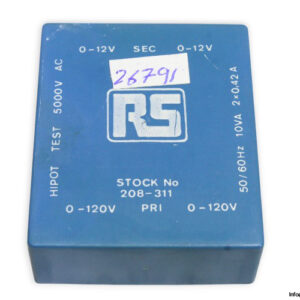 0-12V SEC 0-12V
26791
HIPOT TEST 5000V AC
RS
50/60Hz 10VA 2x0.42A
STOCK No
208-311
0-120V PRI 0-120V